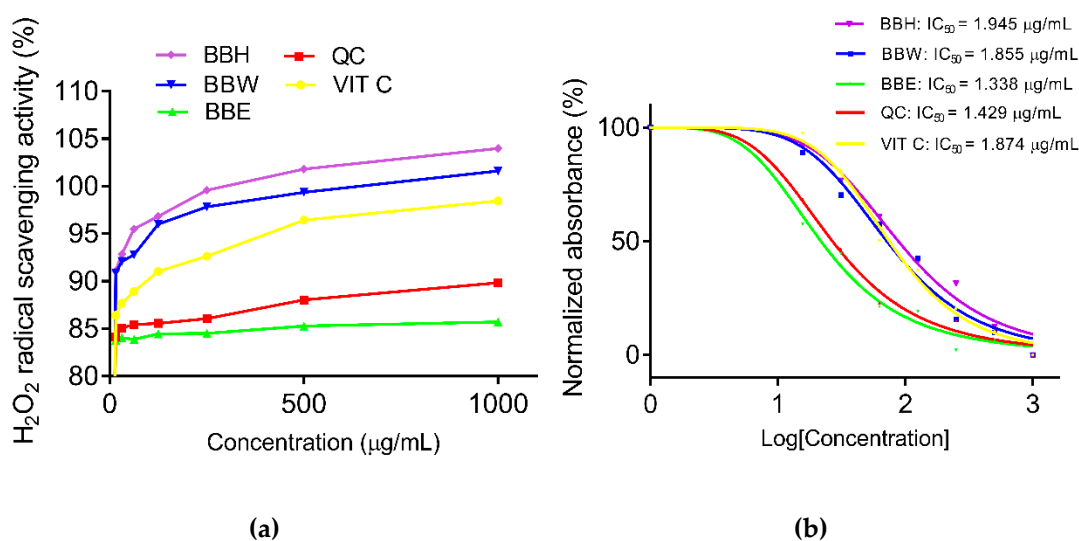 H₂O₂ radical scavenging activity (%)
BBH
BBW
BBE
QC
VIT C
110
105
100
95
90
85
80
0
500
1000
Concentration (μg/mL)
(a)
BBH: IC₅₀ = 1.945 μg/mL
BBW: IC₅₀ = 1.855 μg/mL
BBE: IC₅₀ = 1.338 μg/mL
QC: IC₅₀ = 1.429 μg/mL
VIT C: IC₅₀ = 1.874 μg/mL
Normalized absorbance (%)
100
50
0
0
1
2
3
Log[Concentration]
(b)